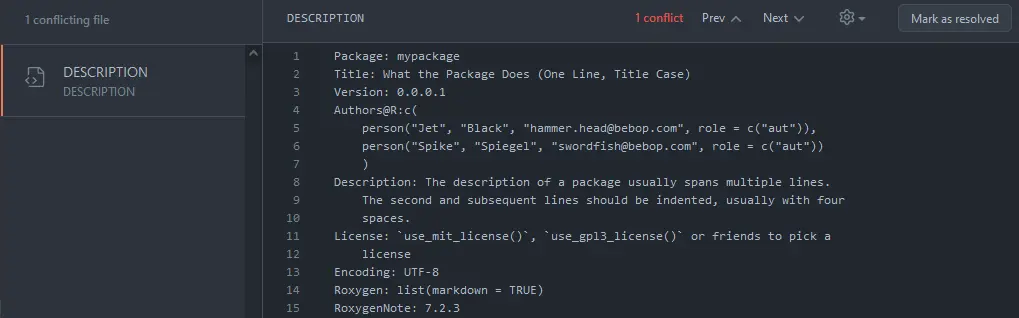 1 conflicting file
DESCRIPTION
DESCRIPTION
DESCRIPTION 1 conflict Prev Next Mark as resolved
1 Package: mypackage
2 Title: What the Package Does (One Line, Title Case)
3 Version: 0.0.0.1
4 Authors@R:c(
5 person("Jet", "Black", "hammer.head@bebop.com", role = c("aut")),
6 person("Spike", "Spiegel", "swordfish@bebop.com", role = c("aut"))
7 )
8 Description: The description of a package usually spans multiple lines.
9 The second and subsequent lines should be indented, usually with four
10 spaces.
11 License: `use_mit_license()`, `use_gpl3_license()` or friends to pick a
12 license
13 Encoding: UTF-8
14 Roxygen: list(markdown = TRUE)
15 RoxygenNote: 7.2.3